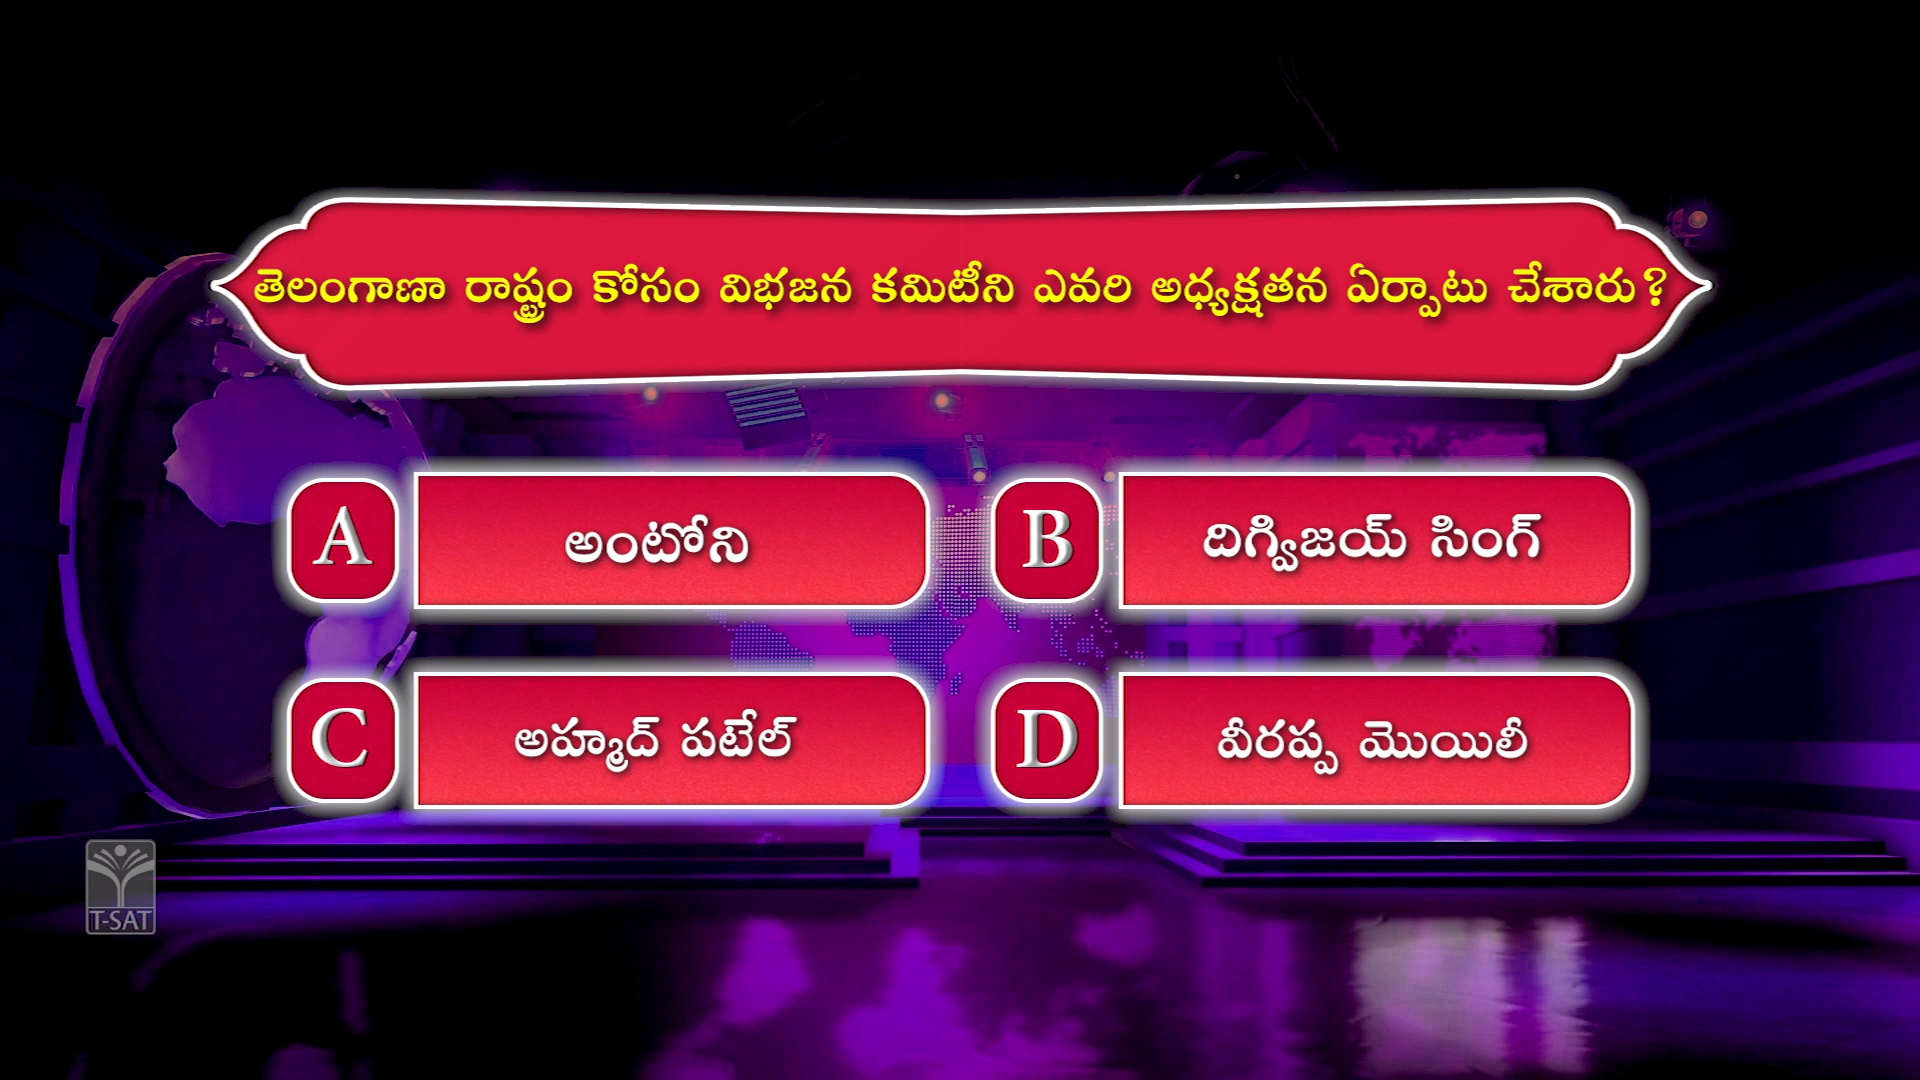 తెలంగాణా రాష్ట్రం కోసం విభజన కమిటీని ఎవరి అధ్యక్షతన ఏర్పాటు చేశారు?
A అంటోని
B దిగ్విజయ్ సింగ్
C అహ్మద్ పటేల్
D వీరప్ప మొయిలీ
T-SAT